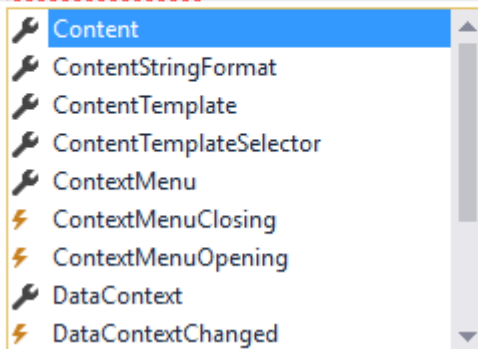 Content
ContentStringFormat
ContentTemplate
ContentTemplateSelector
ContextMenu
ContextMenuClosing
ContextMenuOpening
DataContext
DataContextChanged